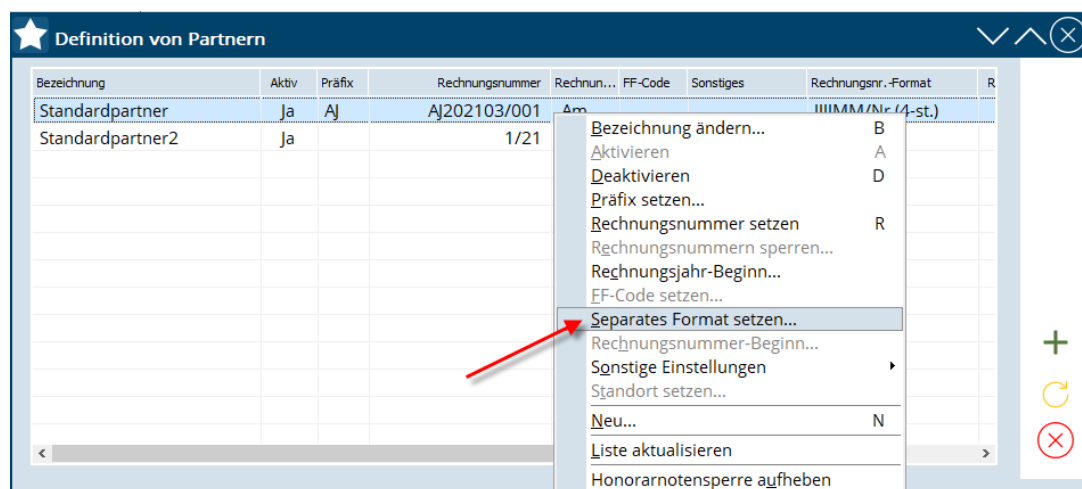 Definition von Partnern
Bezeichnung Aktiv Präfix Rechnungsnummer Rechnun... FF-Code Sonstiges Rechnungsnr.-Format R
Standardpartner Ja AJ AJ202103/001 Am JJJJMM/Nr.(4-st.)
Standardpartner2 Ja 1/21
Bezeichnung ändern... B
Aktivieren A
Deaktivieren D
Präfix setzen...
Rechnungsnummer setzen R
Rechnungsnummern sperren...
Rechnungsjahr-Beginn...
FF-Code setzen...
Separates Format setzen...
Rechnungsnummer-Beginn...
Sonstige Einstellungen
Standort setzen...
Neu... N
Liste aktualisieren
Honorarnotensperre aufheben